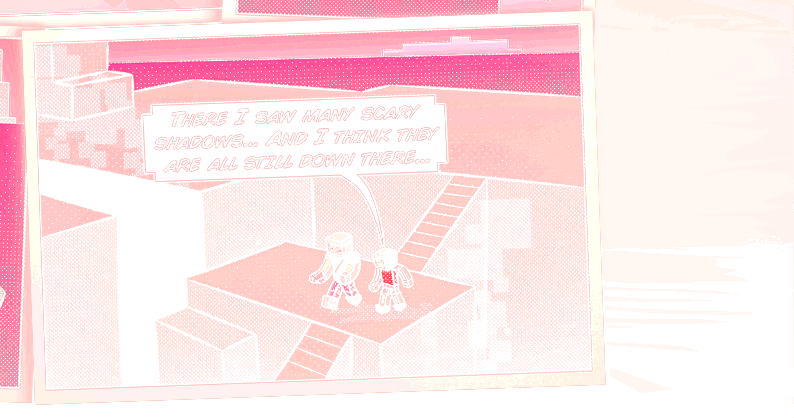 THERE I SAW MANY SCARY
SHADOWS... AND I THINK THEY
ARE ALL STILL DOWN THERE...